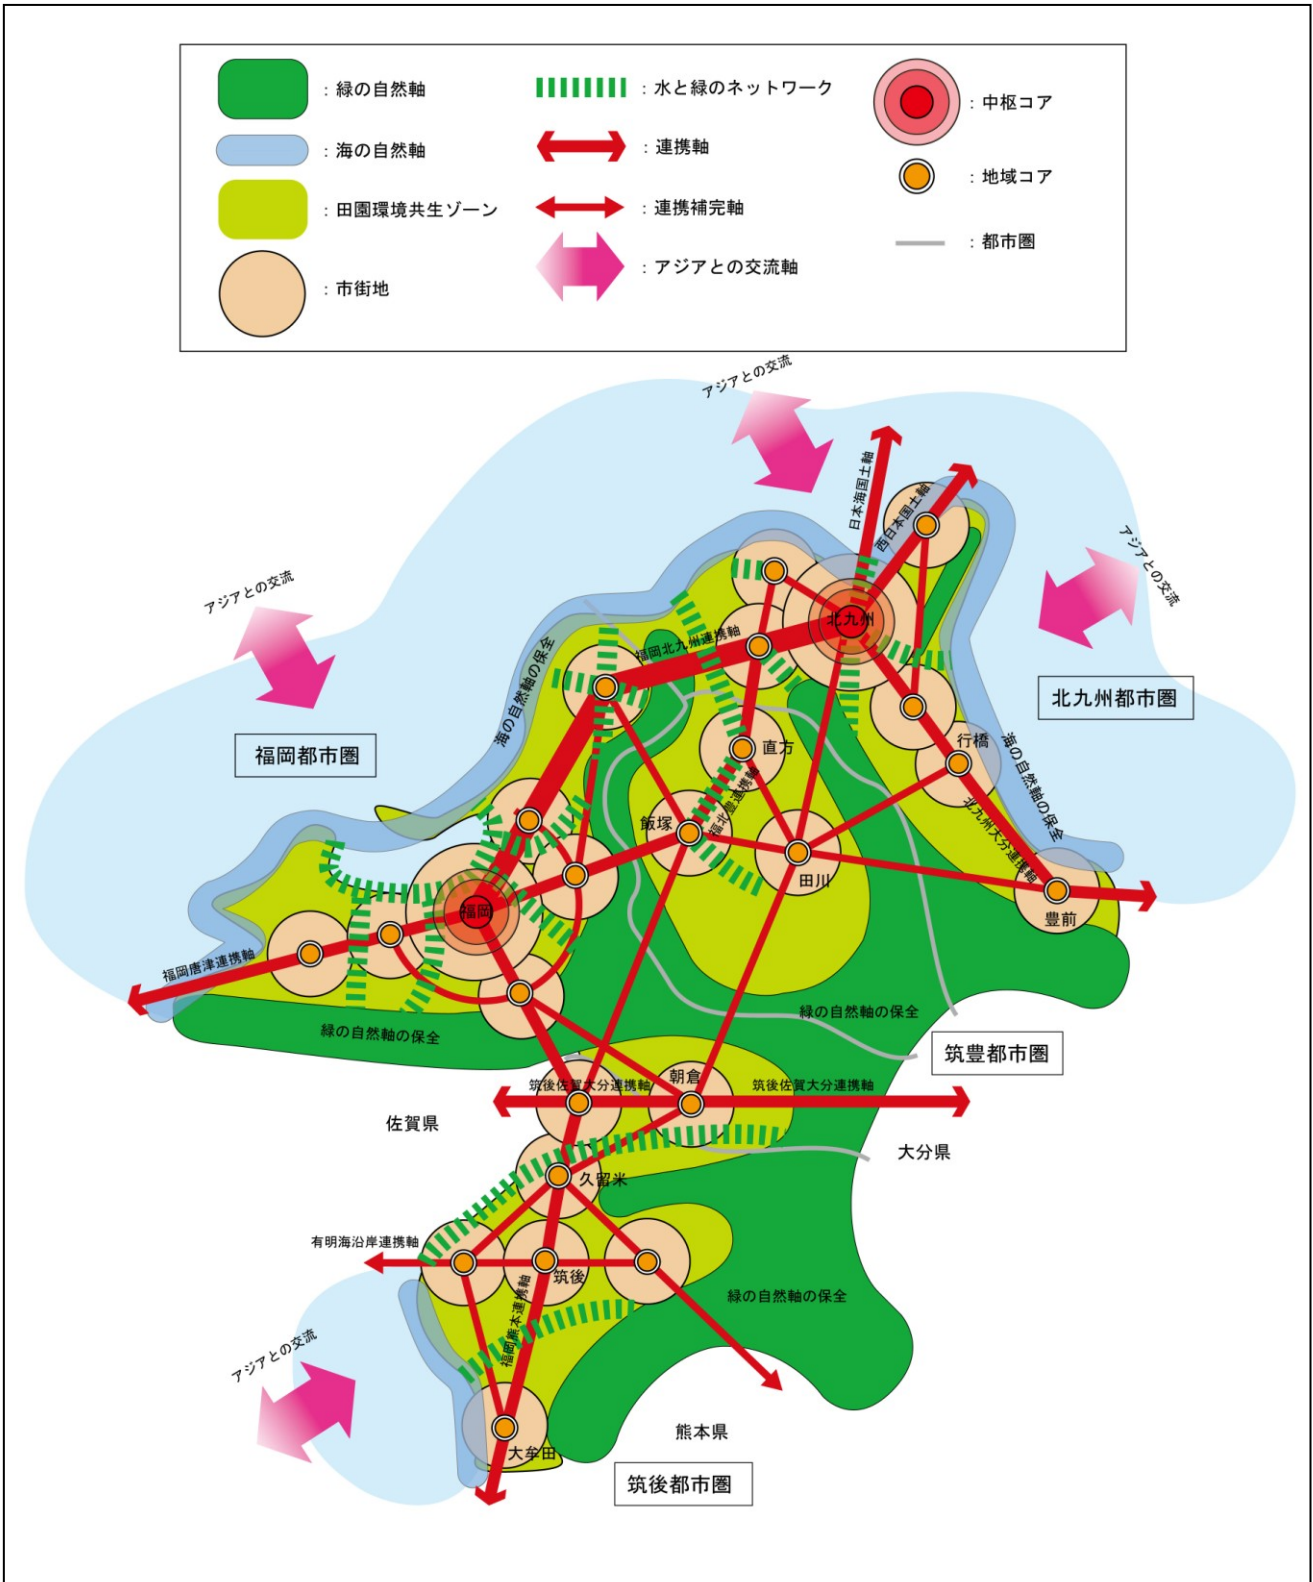 ：緑の自然軸
：海の自然軸
：田園環境共生ゾーン
：市街地
：水と緑のネットワーク
：連携軸
：連携補完軸
：アジアとの交流軸
：中枢コア
：地域コア
：都市圏
アジアとの交流
アジアとの交流
アジアとの交流
日本海国土軸
西日本国土軸
北九州
福岡北九州連携軸
海の自然軸の保全
北九州都市圏
福岡都市圏
直方
行橋
海の自然軸の保全
福北豊連携軸
北九州大分連携軸
飯塚
田川
豊前
福岡
福岡唐津連携軸
緑の自然軸の保全
緑の自然軸の保全
筑豊都市圏
朝倉
筑後佐賀大分連携軸
筑後佐賀大分連携軸
佐賀県
大分県
久留米
有明海沿岸連携軸
筑後
福岡熊本連携軸
緑の自然軸の保全
アジアとの交流
熊本県
大牟田
筑後都市圏